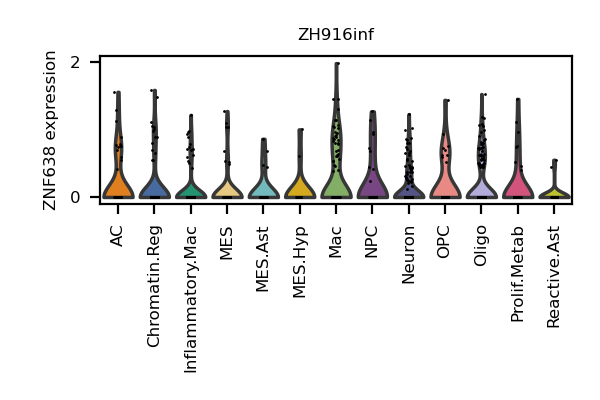 ZH916inf
ZNF638 expression
2
0
AC
Chromatin.Reg
Inflammatory.Mac
MES
MES.Ast
MES.Hyp
Mac
NPC
Neuron
OPC
Oligo
Prolif.Metab
Reactive.Ast